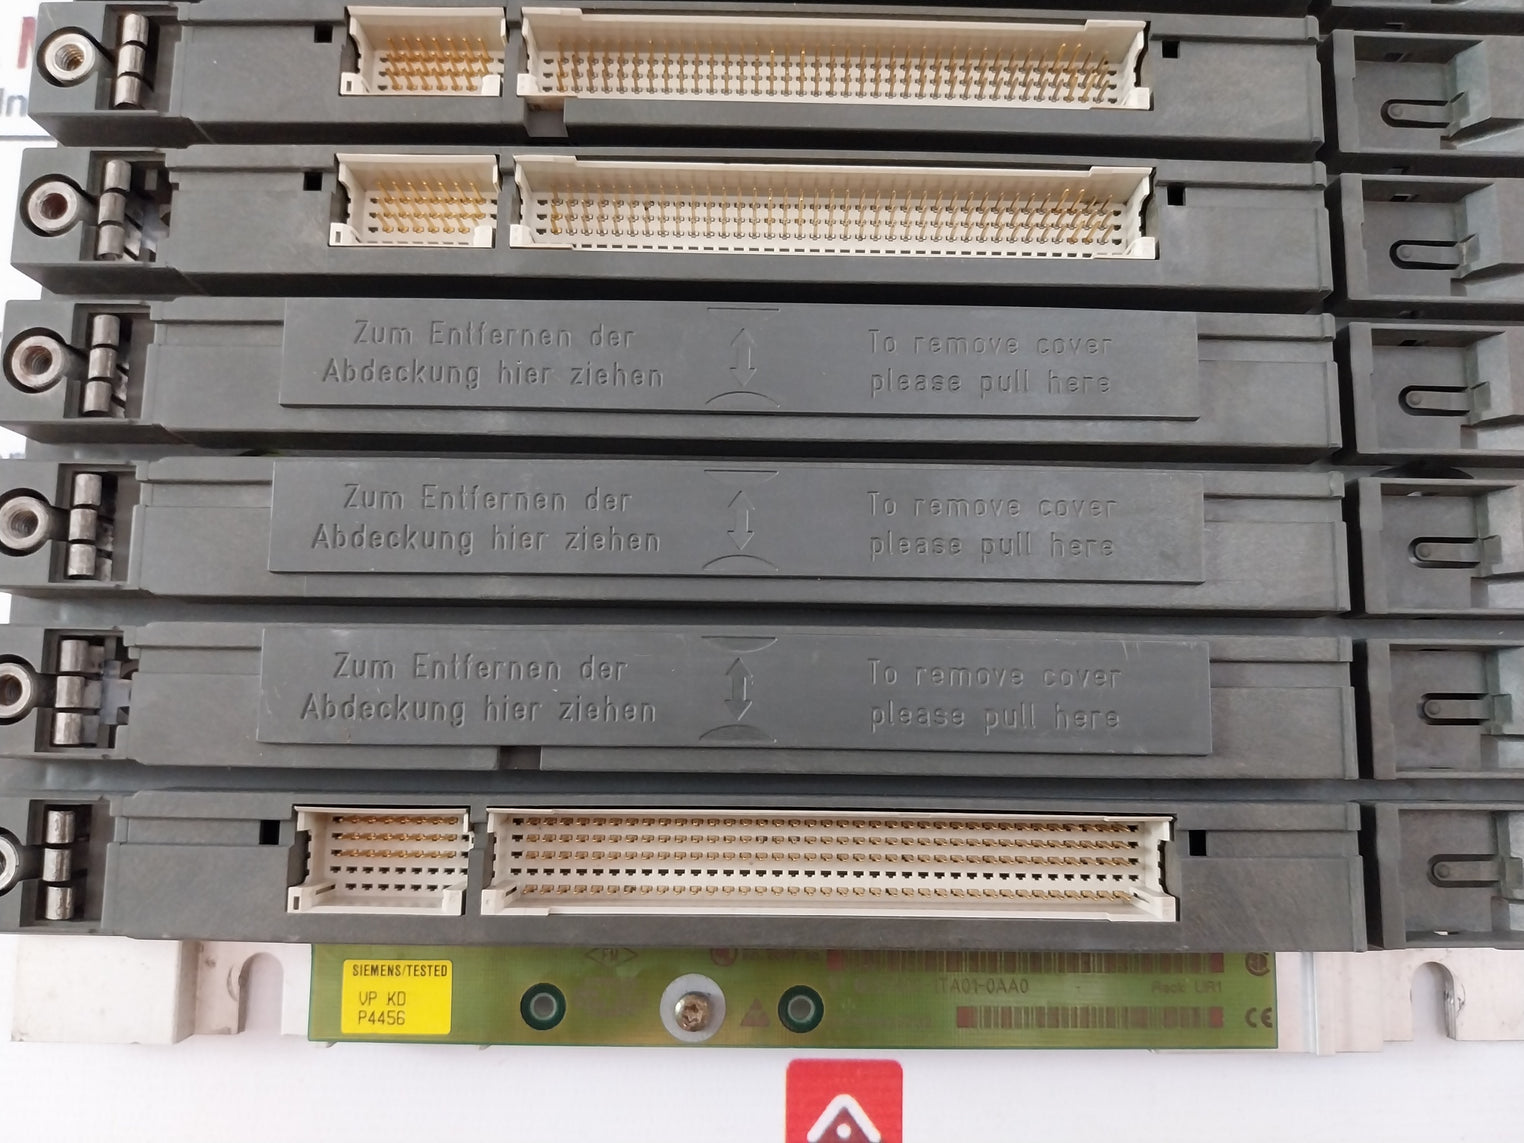 Zum Entfernen der
Abdeckung hier ziehen
To remove cover
please pull here
Zum Entfernen der
Abdeckung hier ziehen
To remove cover
please pull here
Zum Entfernen der
Abdeckung hier ziehen
To remove cover
please pull here
SIEMENS/TESTED
VP KD
P4456
FM
1TA01-0AA0
Rack UR1
CE